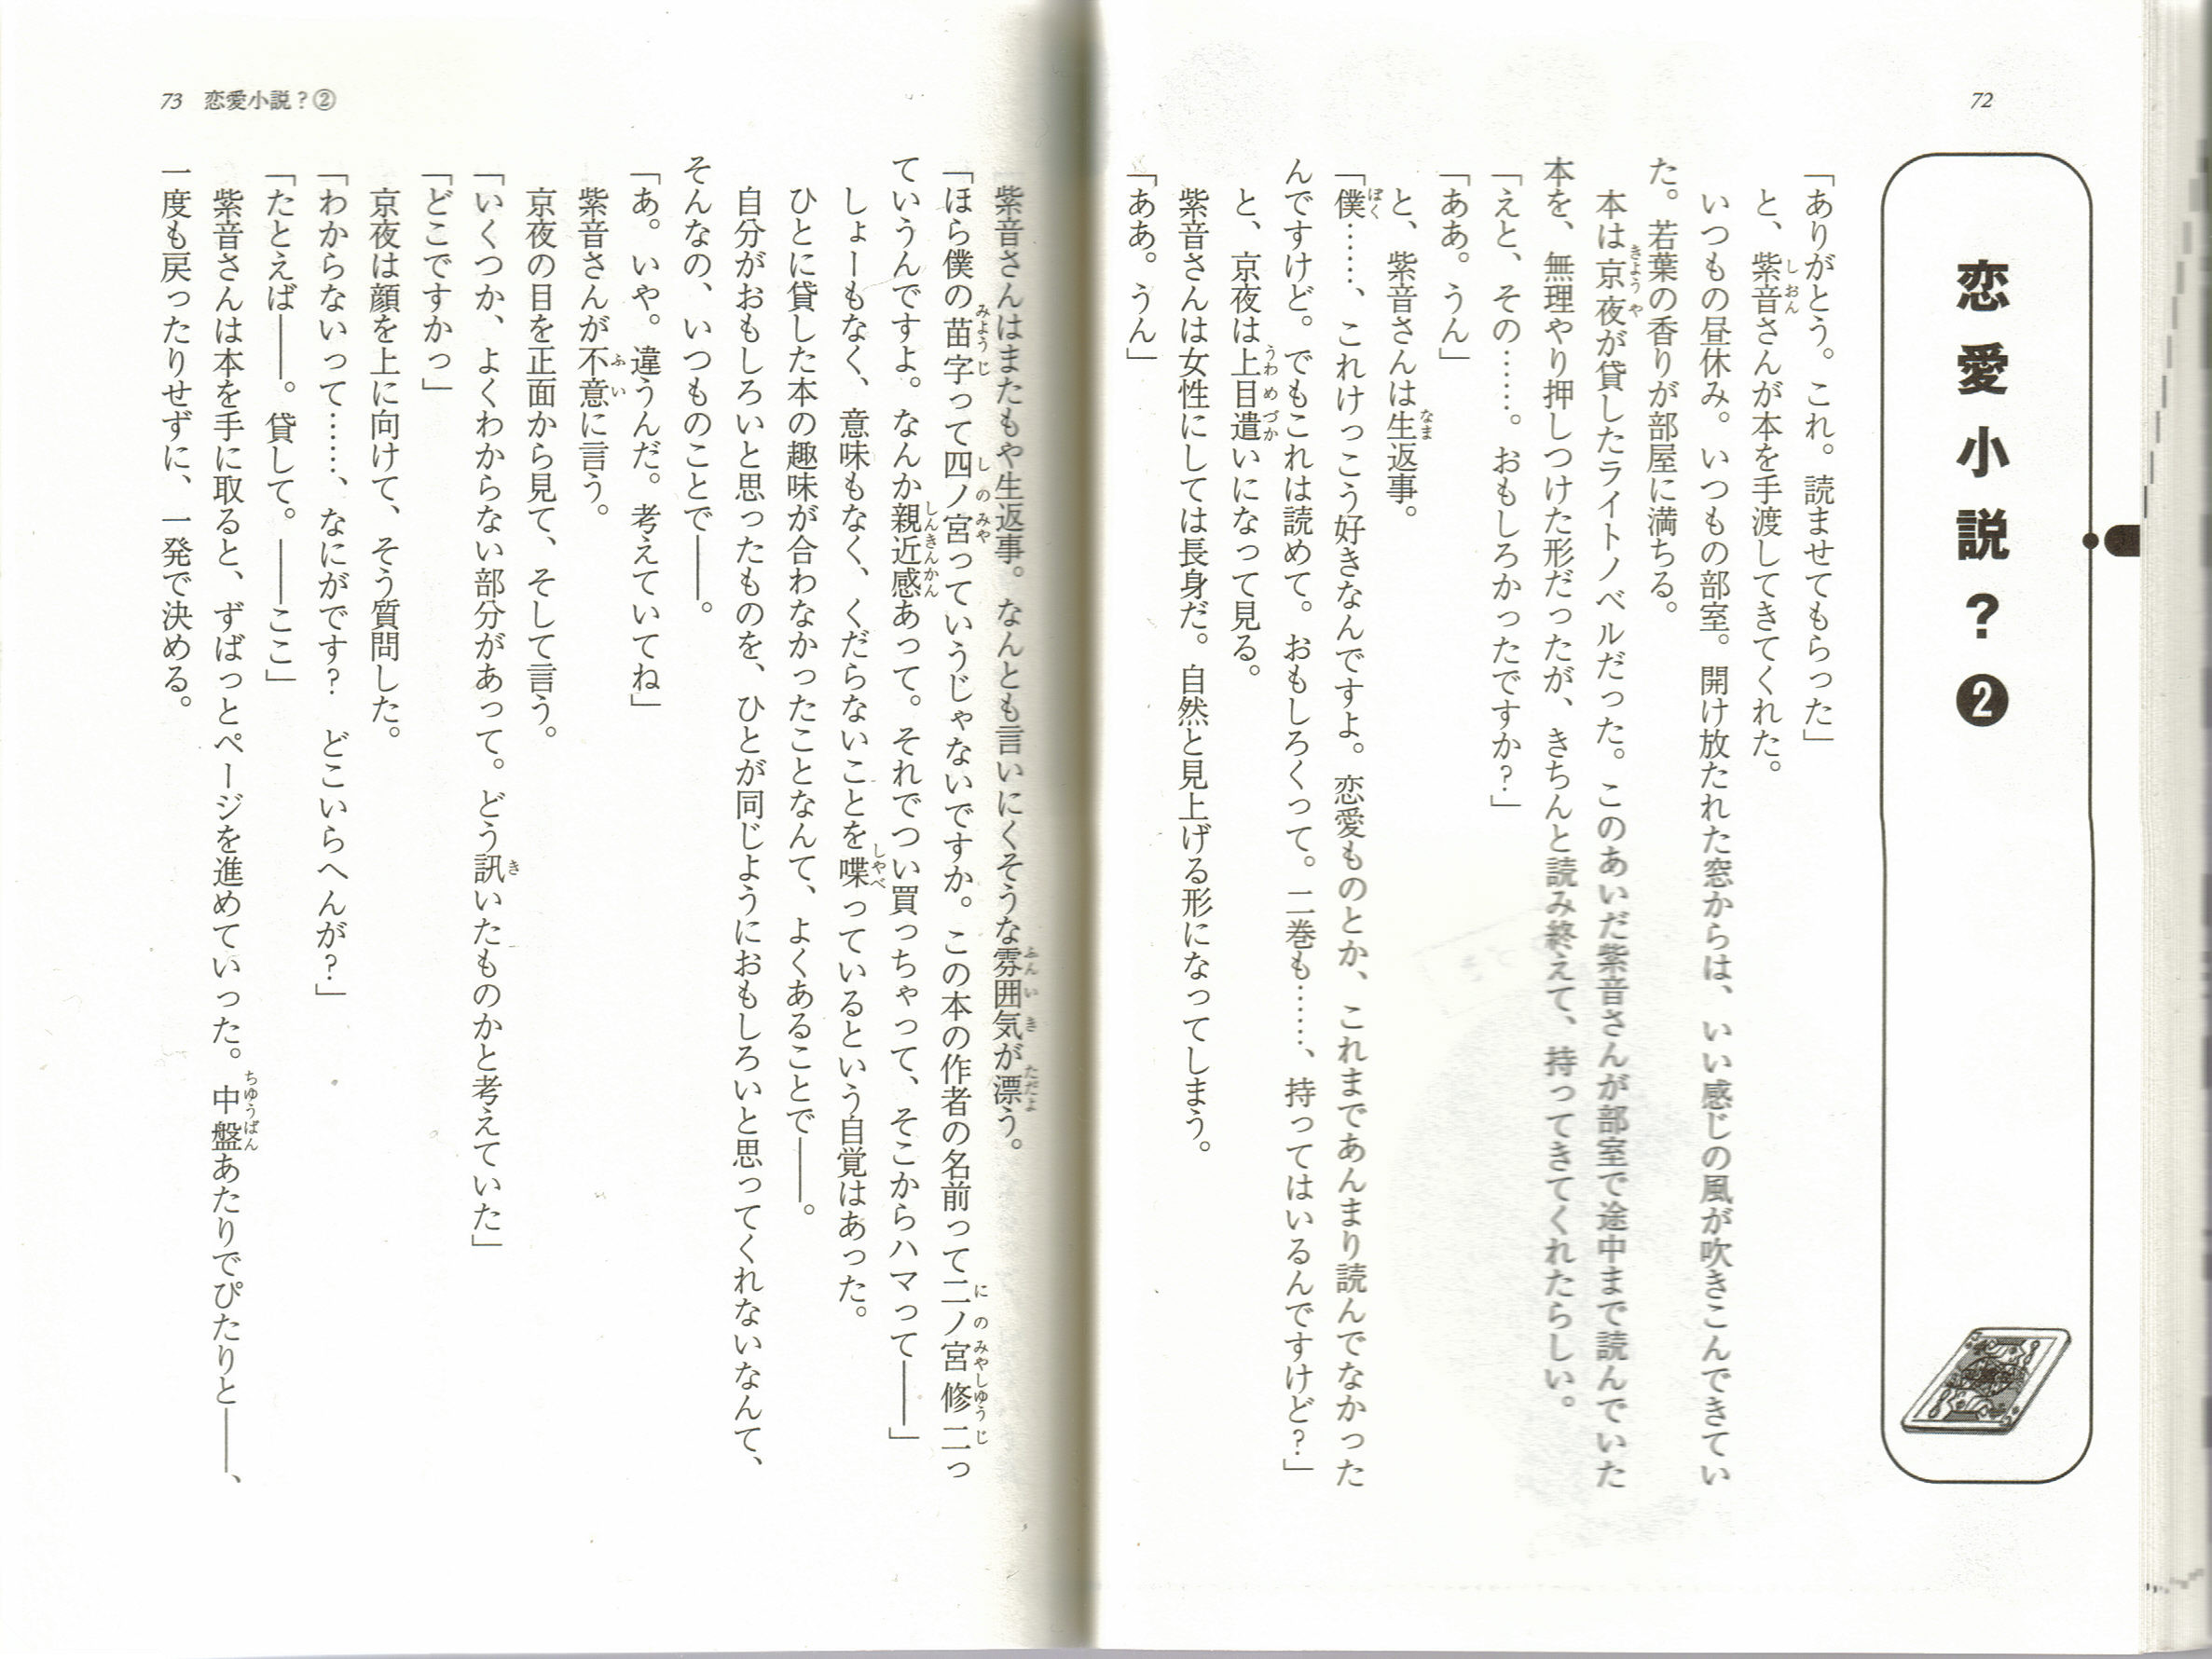 72
恋愛小説？❷
「ありがとう。これ。読ませてもらった」
と、紫音さんが本を手渡してきてくれた。
いつもの昼休み。いつもの部室。開け放たれた窓からは、いい感じの風が吹きこんできてい
た。若葉の香りが部屋に満ちる。
本は京夜が貸したライトノベルだった。このあいだ紫音さんが部室で途中まで読んでいた
本を、無理やり押しつけた形だったが、きちんと読み終えて、持ってきてくれたらしい。
「えと、その……。おもしろかったですか？」
「ああ。うん」
と、紫音さんは生返事。
「僕……、これけっこう好きなんですよ。恋愛ものとか、これまであんまり読んでなかった
んですけど。でもこれは読めて。おもしろくって。二巻も……、持ってはいるんですけど？」
と、京夜は上目遣いになって見る。
紫音さんは女性にしては長身だ。自然と見上げる形になってしまう。
「ああ。うん」
73 恋愛小説？②
紫音さんはまたもや生返事。なんとも言いにくそうな雰囲気が漂う。
「ほら僕の苗字って四ノ宮っていうじゃないですか。この本の作者の名前って二ノ宮修二っ
ていうんですよ。なんか親近感あって。それでつい買っちゃって、そこからハマって――」
しょーもなく、意味もなく、くだらないことを喋っているという自覚はあった。
ひとに貸した本の趣味が合わなかったことなんて、よくあることで――。
自分がおもしろいと思ったものを、ひとが同じようにおもしろいと思ってくれないなんて、
そんなの、いつものことで――。
「あ。いや。違うんだ。考えていてね」
紫音さんが不意に言う。
京夜の目を正面から見て、そして言う。
「いくつか、よくわからない部分があって。どう訊いたものかと考えていた」
「どこですかっ」
京夜は顔を上に向けて、そう質問した。
「わからないって……、なにがです？　どこいらへんが？」
「たとえば――。貸して。――ここ」
紫音さんは本を手に取ると、ずばっとページを進めていった。中盤あたりでぴたりと――、
一度も戻ったりせずに、一発で決める。